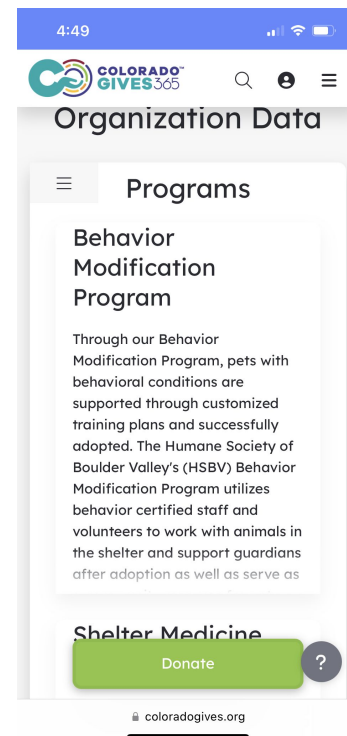 4:49
COLORADO™
GIVES365
Organization Data
Programs
Behavior
Modification
Program
Through our Behavior
Modification Program, pets with
behavioral conditions are
supported through customized
training plans and successfully
adopted. The Humane Society of
Boulder Valley's (HSBV) Behavior
Modification Program utilizes
behavior certified staff and
volunteers to work with animals in
the shelter and support guardians
after adoption as well as serve as
Shelter Medicine
Donate
?
coloradogives.org